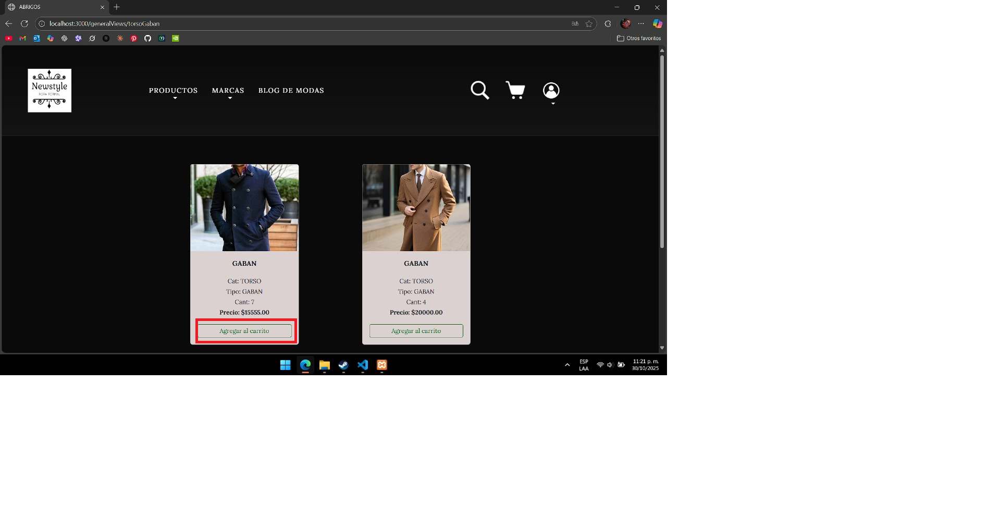 ABRIGOS
localhost:3000/generalViews/torsoGaban
Otros favoritos
Newstyle
ROPA FORMAL
PRODUCTOS
MARCAS
BLOG DE MODAS
GABAN
Cat: TORSO
Tipo: GABAN
Cant: 7
Precio: $15555.00
Agregar al carrito
GABAN
Cat: TORSO
Tipo: GABAN
Cant: 4
Precio: $20000.00
Agregar al carrito
ESP
LAA
11:21 p. m.
30/10/2025